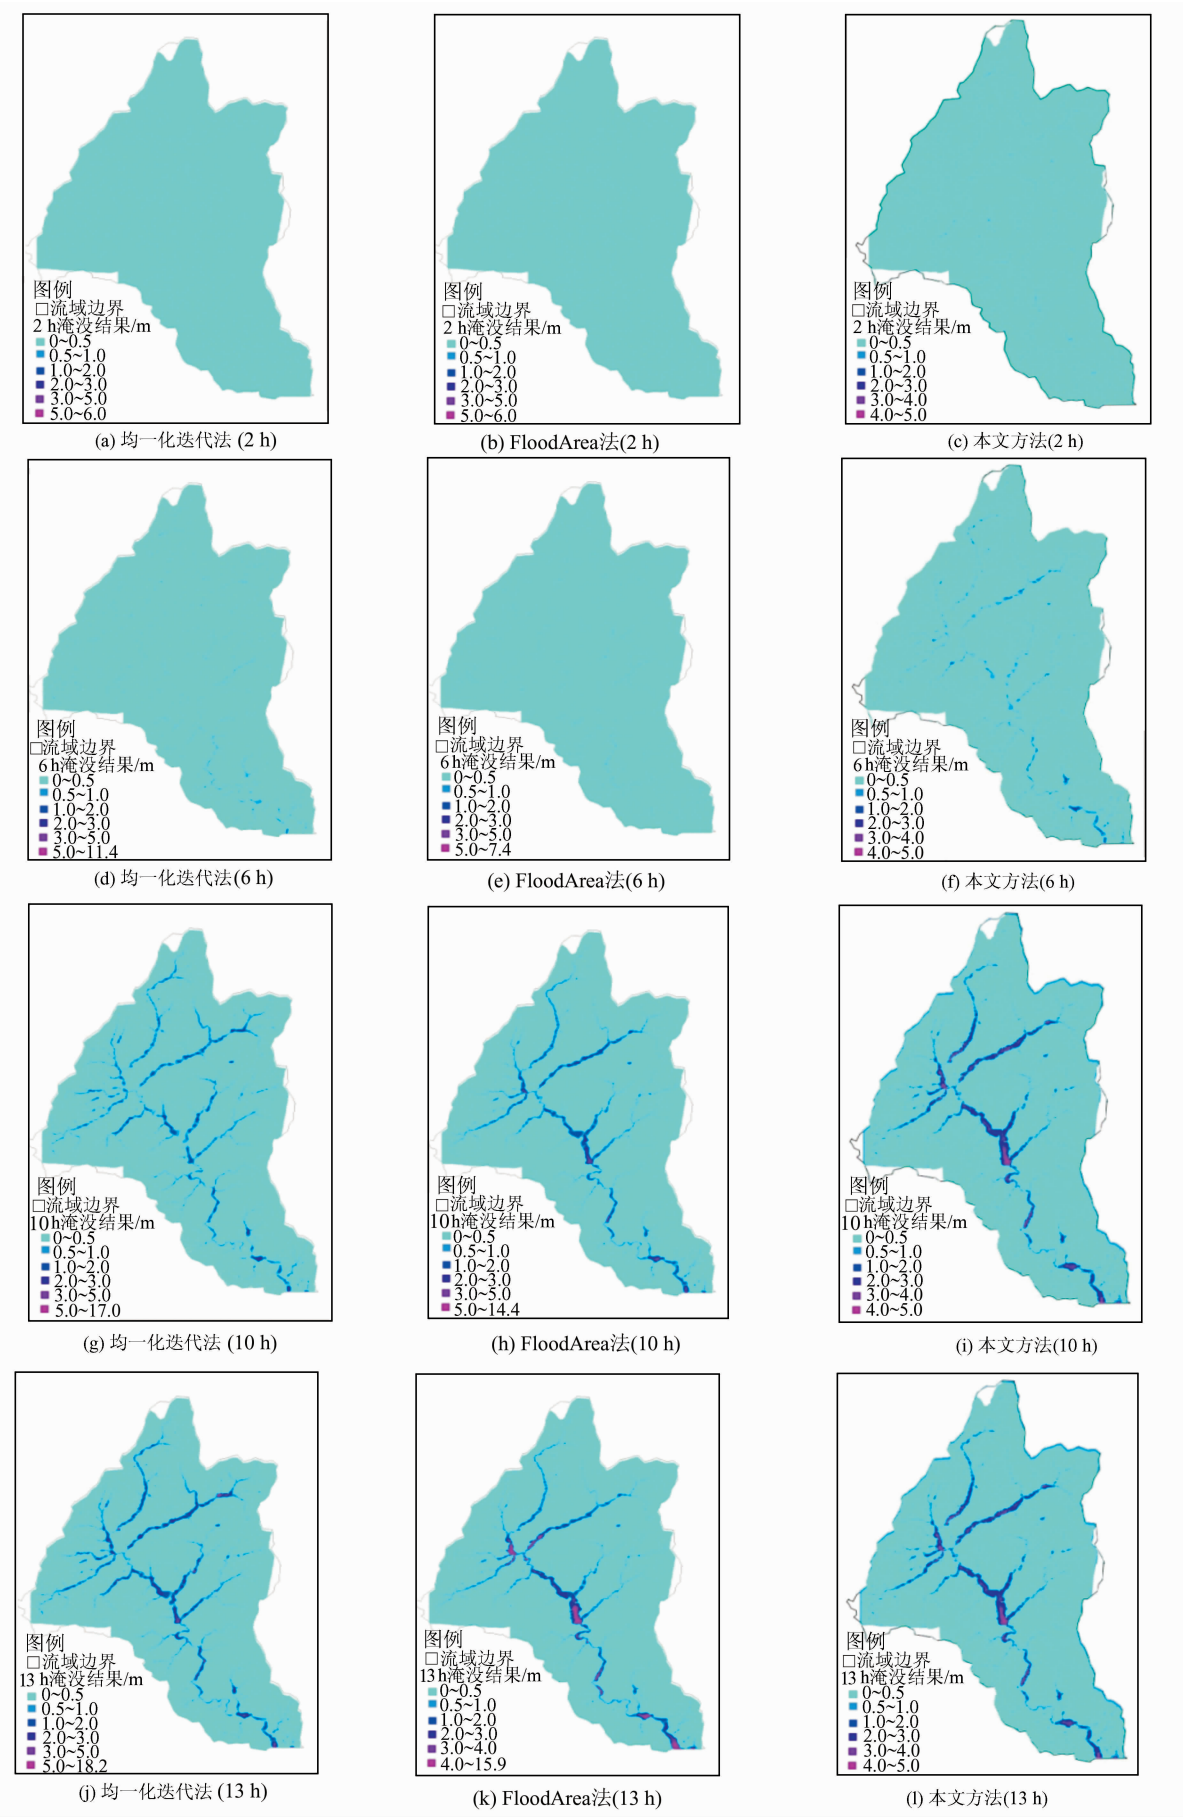 图例
□流域边界
2 h淹没结果/m
0~0.5
0.5~1.0
1.0~2.0
2.0~3.0
3.0~5.0
5.0~6.0
(a) 均一化迭代法 (2 h)
图例
□流域边界
2 h淹没结果/m
0~0.5
0.5~1.0
1.0~2.0
2.0~3.0
3.0~5.0
5.0~6.0
(b) FloodArea法(2 h)
图例
□流域边界
2 h淹没结果/m
0~0.5
0.5~1.0
1.0~2.0
2.0~3.0
3.0~4.0
4.0~5.0
(c) 本文方法(2 h)
图例
□流域边界
6 h淹没结果/m
0~0.5
0.5~1.0
1.0~2.0
2.0~3.0
3.0~5.0
5.0~11.4
(d) 均一化迭代法(6 h)
图例
□流域边界
6 h淹没结果/m
0~0.5
0.5~1.0
1.0~2.0
2.0~3.0
3.0~5.0
5.0~7.4
(e) FloodArea法(6 h)
图例
□流域边界
6 h淹没结果/m
0~0.5
0.5~1.0
1.0~2.0
2.0~3.0
3.0~4.0
4.0~5.0
(f) 本文方法(6 h)
图例
□流域边界
10 h淹没结果/m
0~0.5
0.5~1.0
1.0~2.0
2.0~3.0
3.0~5.0
5.0~17.0
(g) 均一化迭代法 (10 h)
图例
□流域边界
10 h淹没结果/m
0~0.5
0.5~1.0
1.0~2.0
2.0~3.0
3.0~5.0
5.0~14.4
(h) FloodArea法(10 h)
图例
□流域边界
10 h淹没结果/m
0~0.5
0.5~1.0
1.0~2.0
2.0~3.0
3.0~4.0
4.0~5.0
(i) 本文方法(10 h)
图例
□流域边界
13 h淹没结果/m
0~0.5
0.5~1.0
1.0~2.0
2.0~3.0
3.0~5.0
5.0~18.2
(j) 均一化迭代法 (13 h)
图例
□流域边界
13 h淹没结果/m
0~0.5
0.5~1.0
1.0~2.0
2.0~3.0
3.0~4.0
4.0~15.9
(k) FloodArea法(13 h)
图例
□流域边界
13 h淹没结果/m
0~0.5
0.5~1.0
1.0~2.0
2.0~3.0
3.0~4.0
4.0~5.0
(l) 本文方法(13 h)